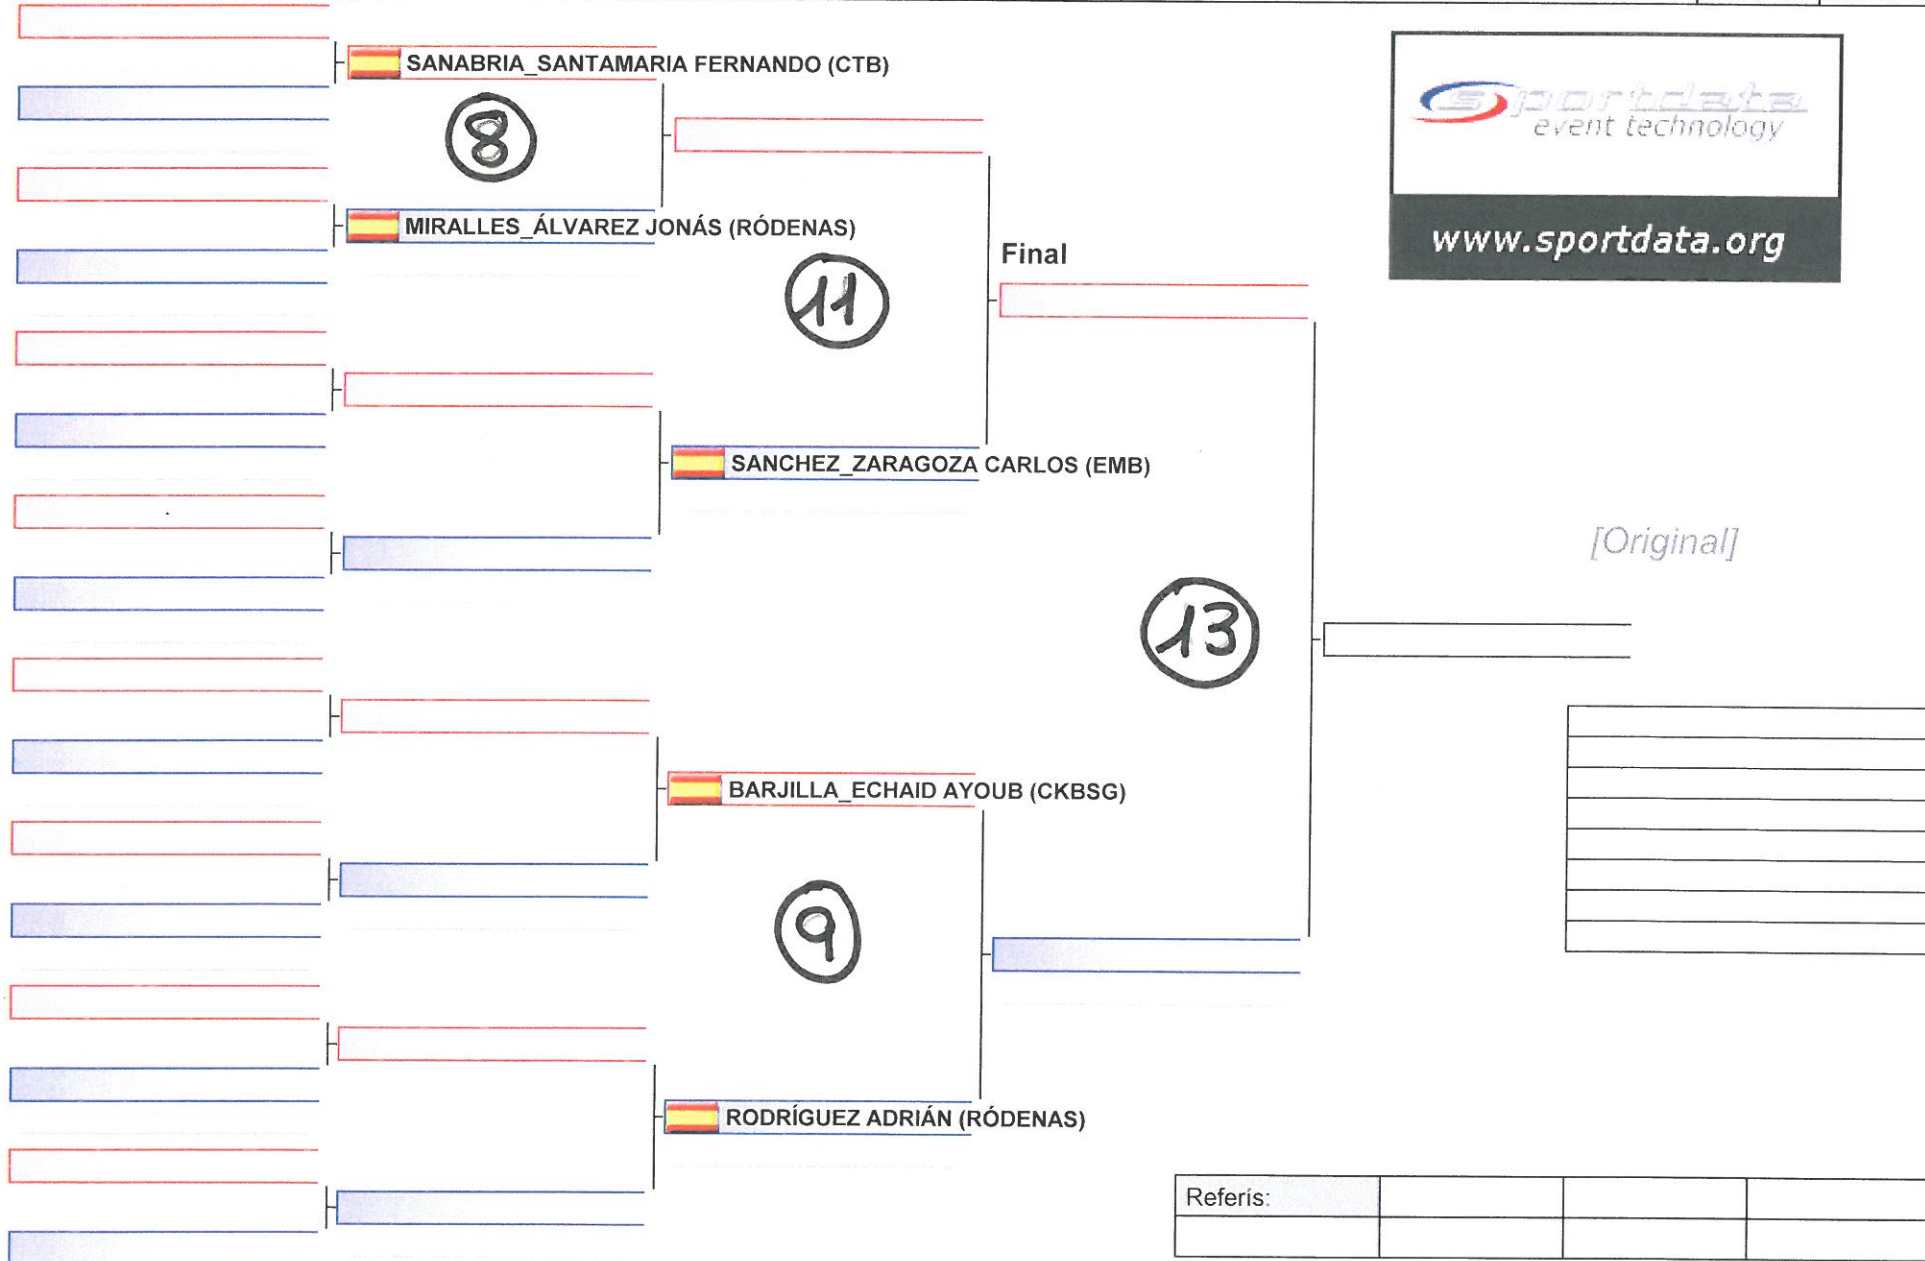 SANABRIA_SANTAMARIA FERNANDO (CTB)
8
MIRALLES_ÁLVAREZ JONÁS (RÓDENAS)
11
SANCHEZ_ZARAGOZA CARLOS (EMB)
Final
13
BARJILLA_ECHAID AYOUB (CKBSG)
9
RODRÍGUEZ ADRIÁN (RÓDENAS)
sportdata
event technology
www.sportdata.org
[Original]
Referís: